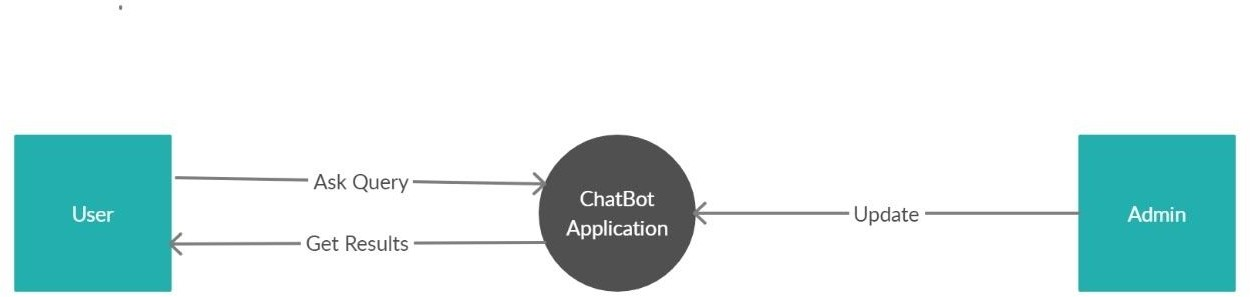 User
Ask Query
Get Results
ChatBot
Application
Update
Admin